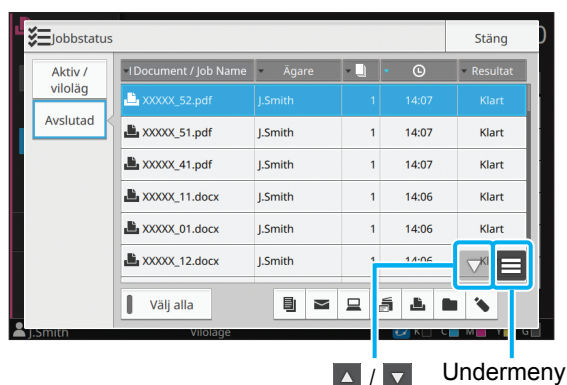 Jobbstatus
Stäng
Aktiv /
viloläg
Avslutad
Document / Job Name Ägare Resultat
XXXXX_52.pdf J.Smith 1 14:07 Klart
XXXXX_51.pdf J.Smith 1 14:07 Klart
XXXXX_41.pdf J.Smith 1 14:07 Klart
XXXXX_11.docx J.Smith 1 14:06 Klart
XXXXX_01.docx J.Smith 1 14:06 Klart
XXXXX_12.docx J.Smith 1 14:06
Välj alla
J.Smith Viloläge K C M Y G
/ Undermeny